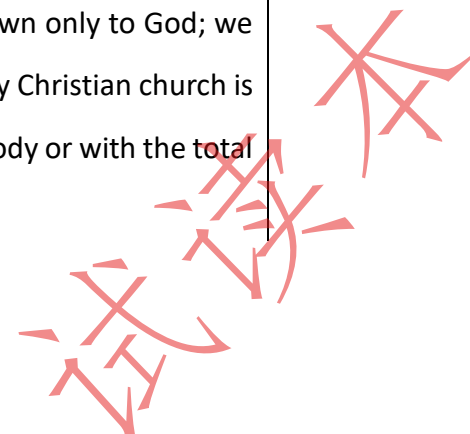 wn only to God; we
y Christian church is
ody or with the total
试读本